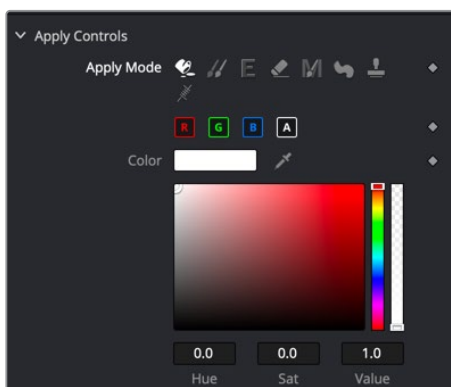 Apply Controls
Apply Mode
R G B A
Color
0.0 0.0 1.0
Hue Sat Value